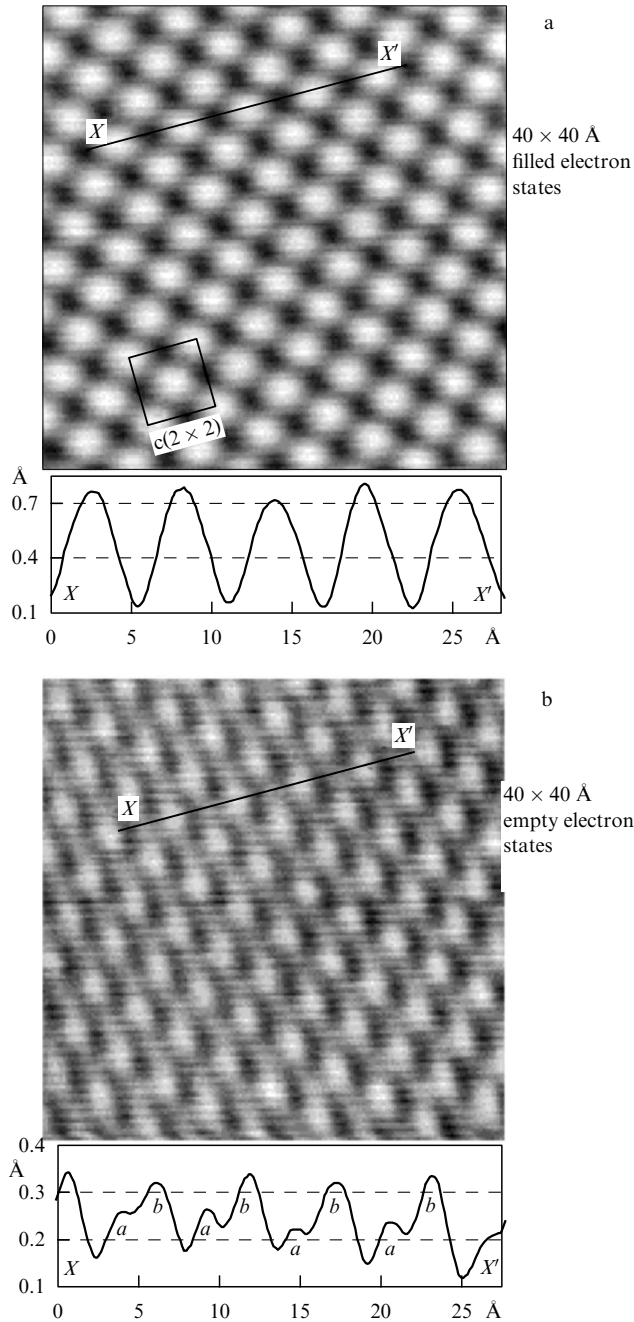 a
X
X′
40 × 40 Å
filled electron
states
c(2 × 2)
Å
0.7
0.4
0.1
X
X′
0
5
10
15
20
25
Å
b
X
X′
40 × 40 Å
empty electron
states
0.4
Å
0.3
0.2
0.1
a
b
a
b
a
b
a
b
X
X′
0
5
10
15
20
25
Å